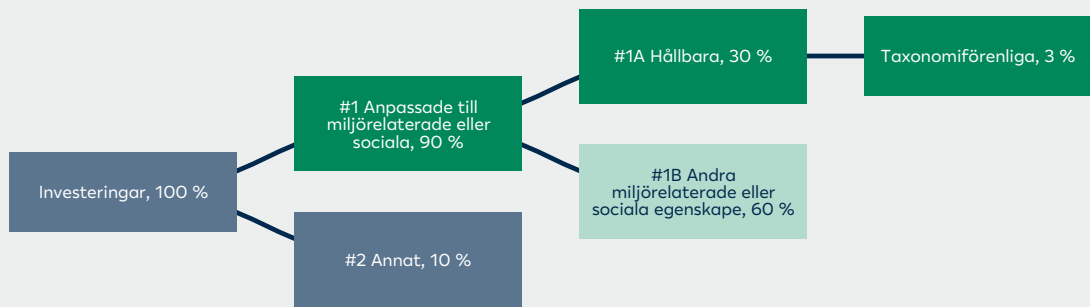 Investeringar, 100 %
#1 Anpassade till
miljörelaterade eller
sociala, 90 %
#2 Annat, 10 %
#1A Hållbara, 30 %
#1B Andra
miljörelaterade eller
sociala egenskape, 60 %
Taxonomiförenliga, 3 %